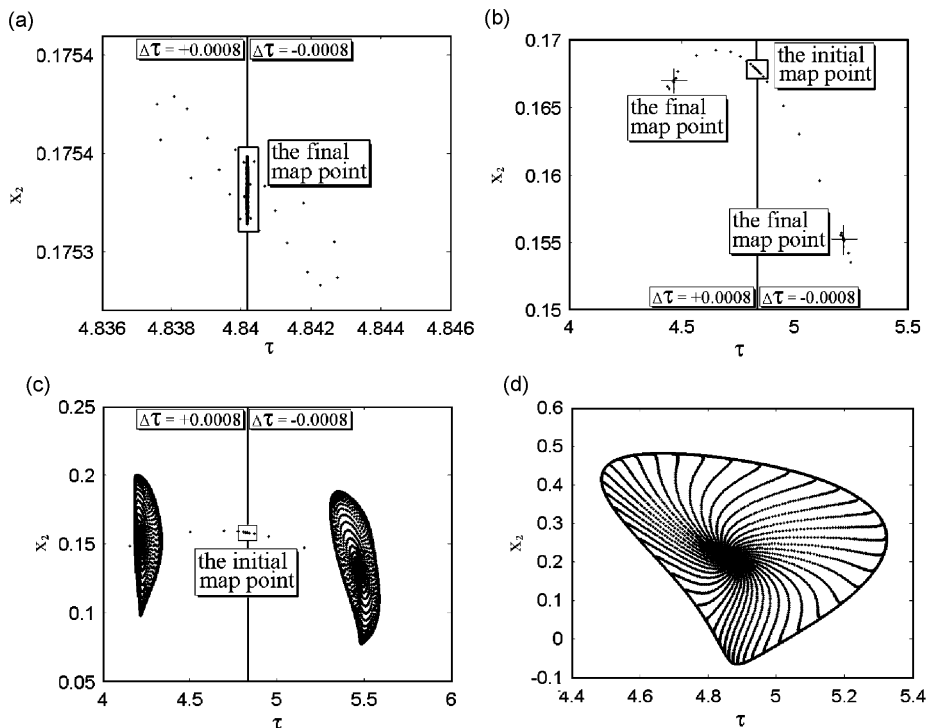 (a)
Δτ = +0.0008
Δτ = -0.0008
0.1754
0.1754
0.1753
x₂
the final
map point
4.836
4.838
4.84
4.842
4.844
4.846
τ
(b)
0.17
0.165
0.16
0.155
0.15
x₂
the initial
map point
the final
map point
the final
map point
Δτ = +0.0008
Δτ = -0.0008
4
4.5
5
5.5
τ
(c)
Δτ = +0.0008
Δτ = -0.0008
0.25
0.2
0.15
0.1
0.05
x₂
the initial
map point
4
4.5
5
5.5
6
τ
(d)
0.6
0.5
0.4
0.3
0.2
0.1
0
-0.1
x₂
4.4
4.6
4.8
5
5.2
5.4
τ